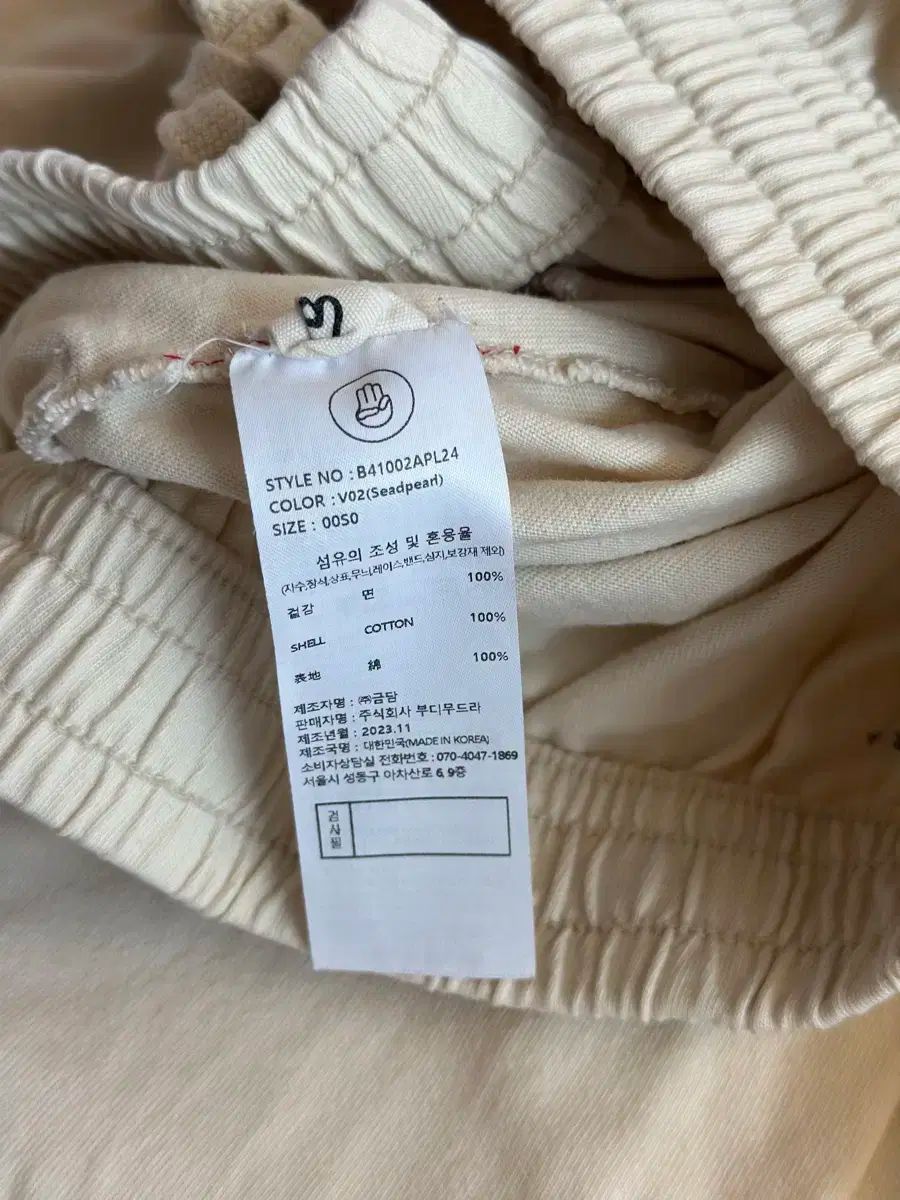 STYLE NO : B41002APL24
COLOR : V02(Seadpearl)
SIZE : 00S0
섬유의 조성 및 혼용율
(자수,장식,상표,무늬,레이스,밴드,심지,보강재 제외)
겉감 면 100%
SHELL COTTON 100%
表地 綿 100%
제조자명 : ㈜금담
판매자명 : 주식회사 부디무드라
제조년월 : 2023.11
제조국명 : 대한민국(MADE IN KOREA)
소비자상담실 전화번호 : 070-4047-1869
서울시 성동구 아차산로 6, 9층
검사필